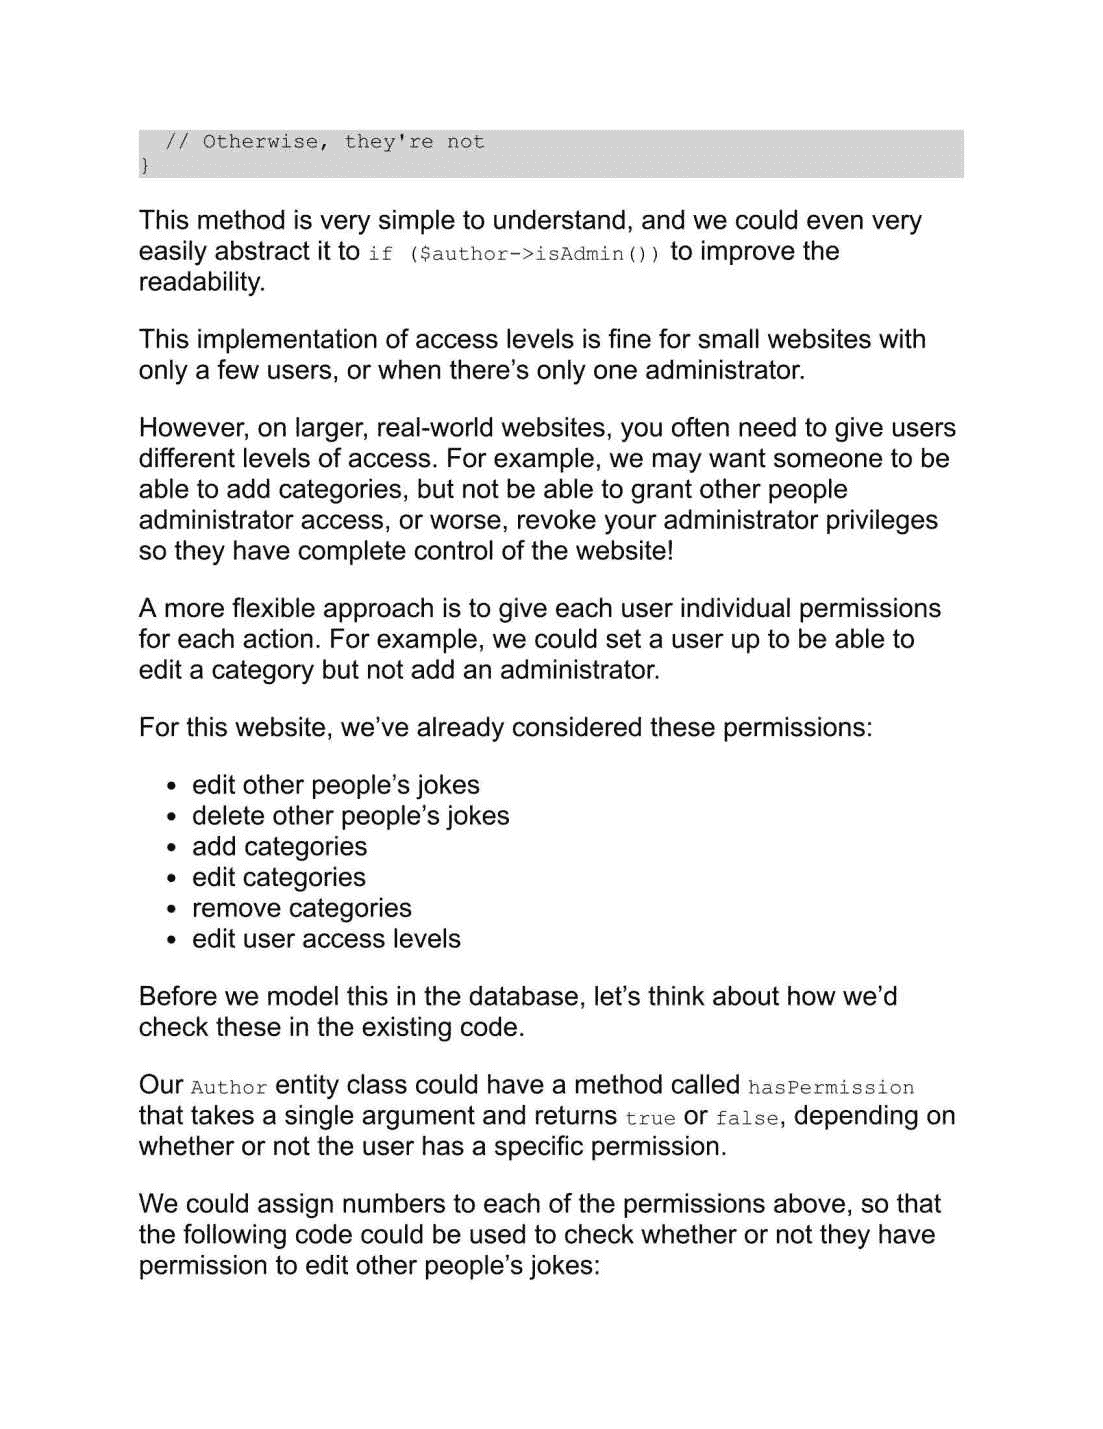 // Otherwise, they're not
}
This method is very simple to understand, and we could even very
easily abstract it to if ($author->isAdmin()) to improve the
readability.
This implementation of access levels is fine for small websites with
only a few users, or when there’s only one administrator.
However, on larger, real-world websites, you often need to give users
different levels of access. For example, we may want someone to be
able to add categories, but not be able to grant other people
administrator access, or worse, revoke your administrator privileges
so they have complete control of the website!
A more flexible approach is to give each user individual permissions
for each action. For example, we could set a user up to be able to
edit a category but not add an administrator.
For this website, we’ve already considered these permissions:
• edit other people’s jokes
• delete other people’s jokes
• add categories
• edit categories
• remove categories
• edit user access levels
Before we model this in the database, let’s think about how we’d
check these in the existing code.
Our Author entity class could have a method called hasPermission
that takes a single argument and returns true or false, depending on
whether or not the user has a specific permission.
We could assign numbers to each of the permissions above, so that
the following code could be used to check whether or not they have
permission to edit other people’s jokes: